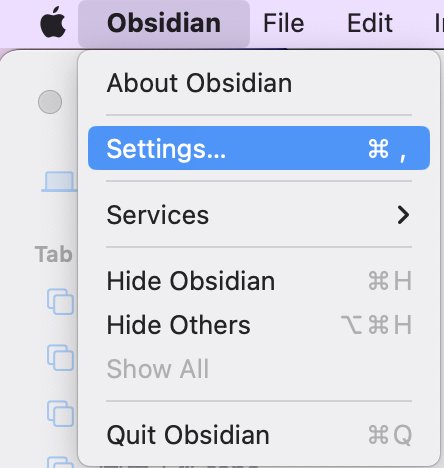 Obsidian File Edit
About Obsidian
Settings... ⌘ ,
Services
Tab
Hide Obsidian ⌘H
Hide Others ⌥⌘H
Show All
Quit Obsidian ⌘Q